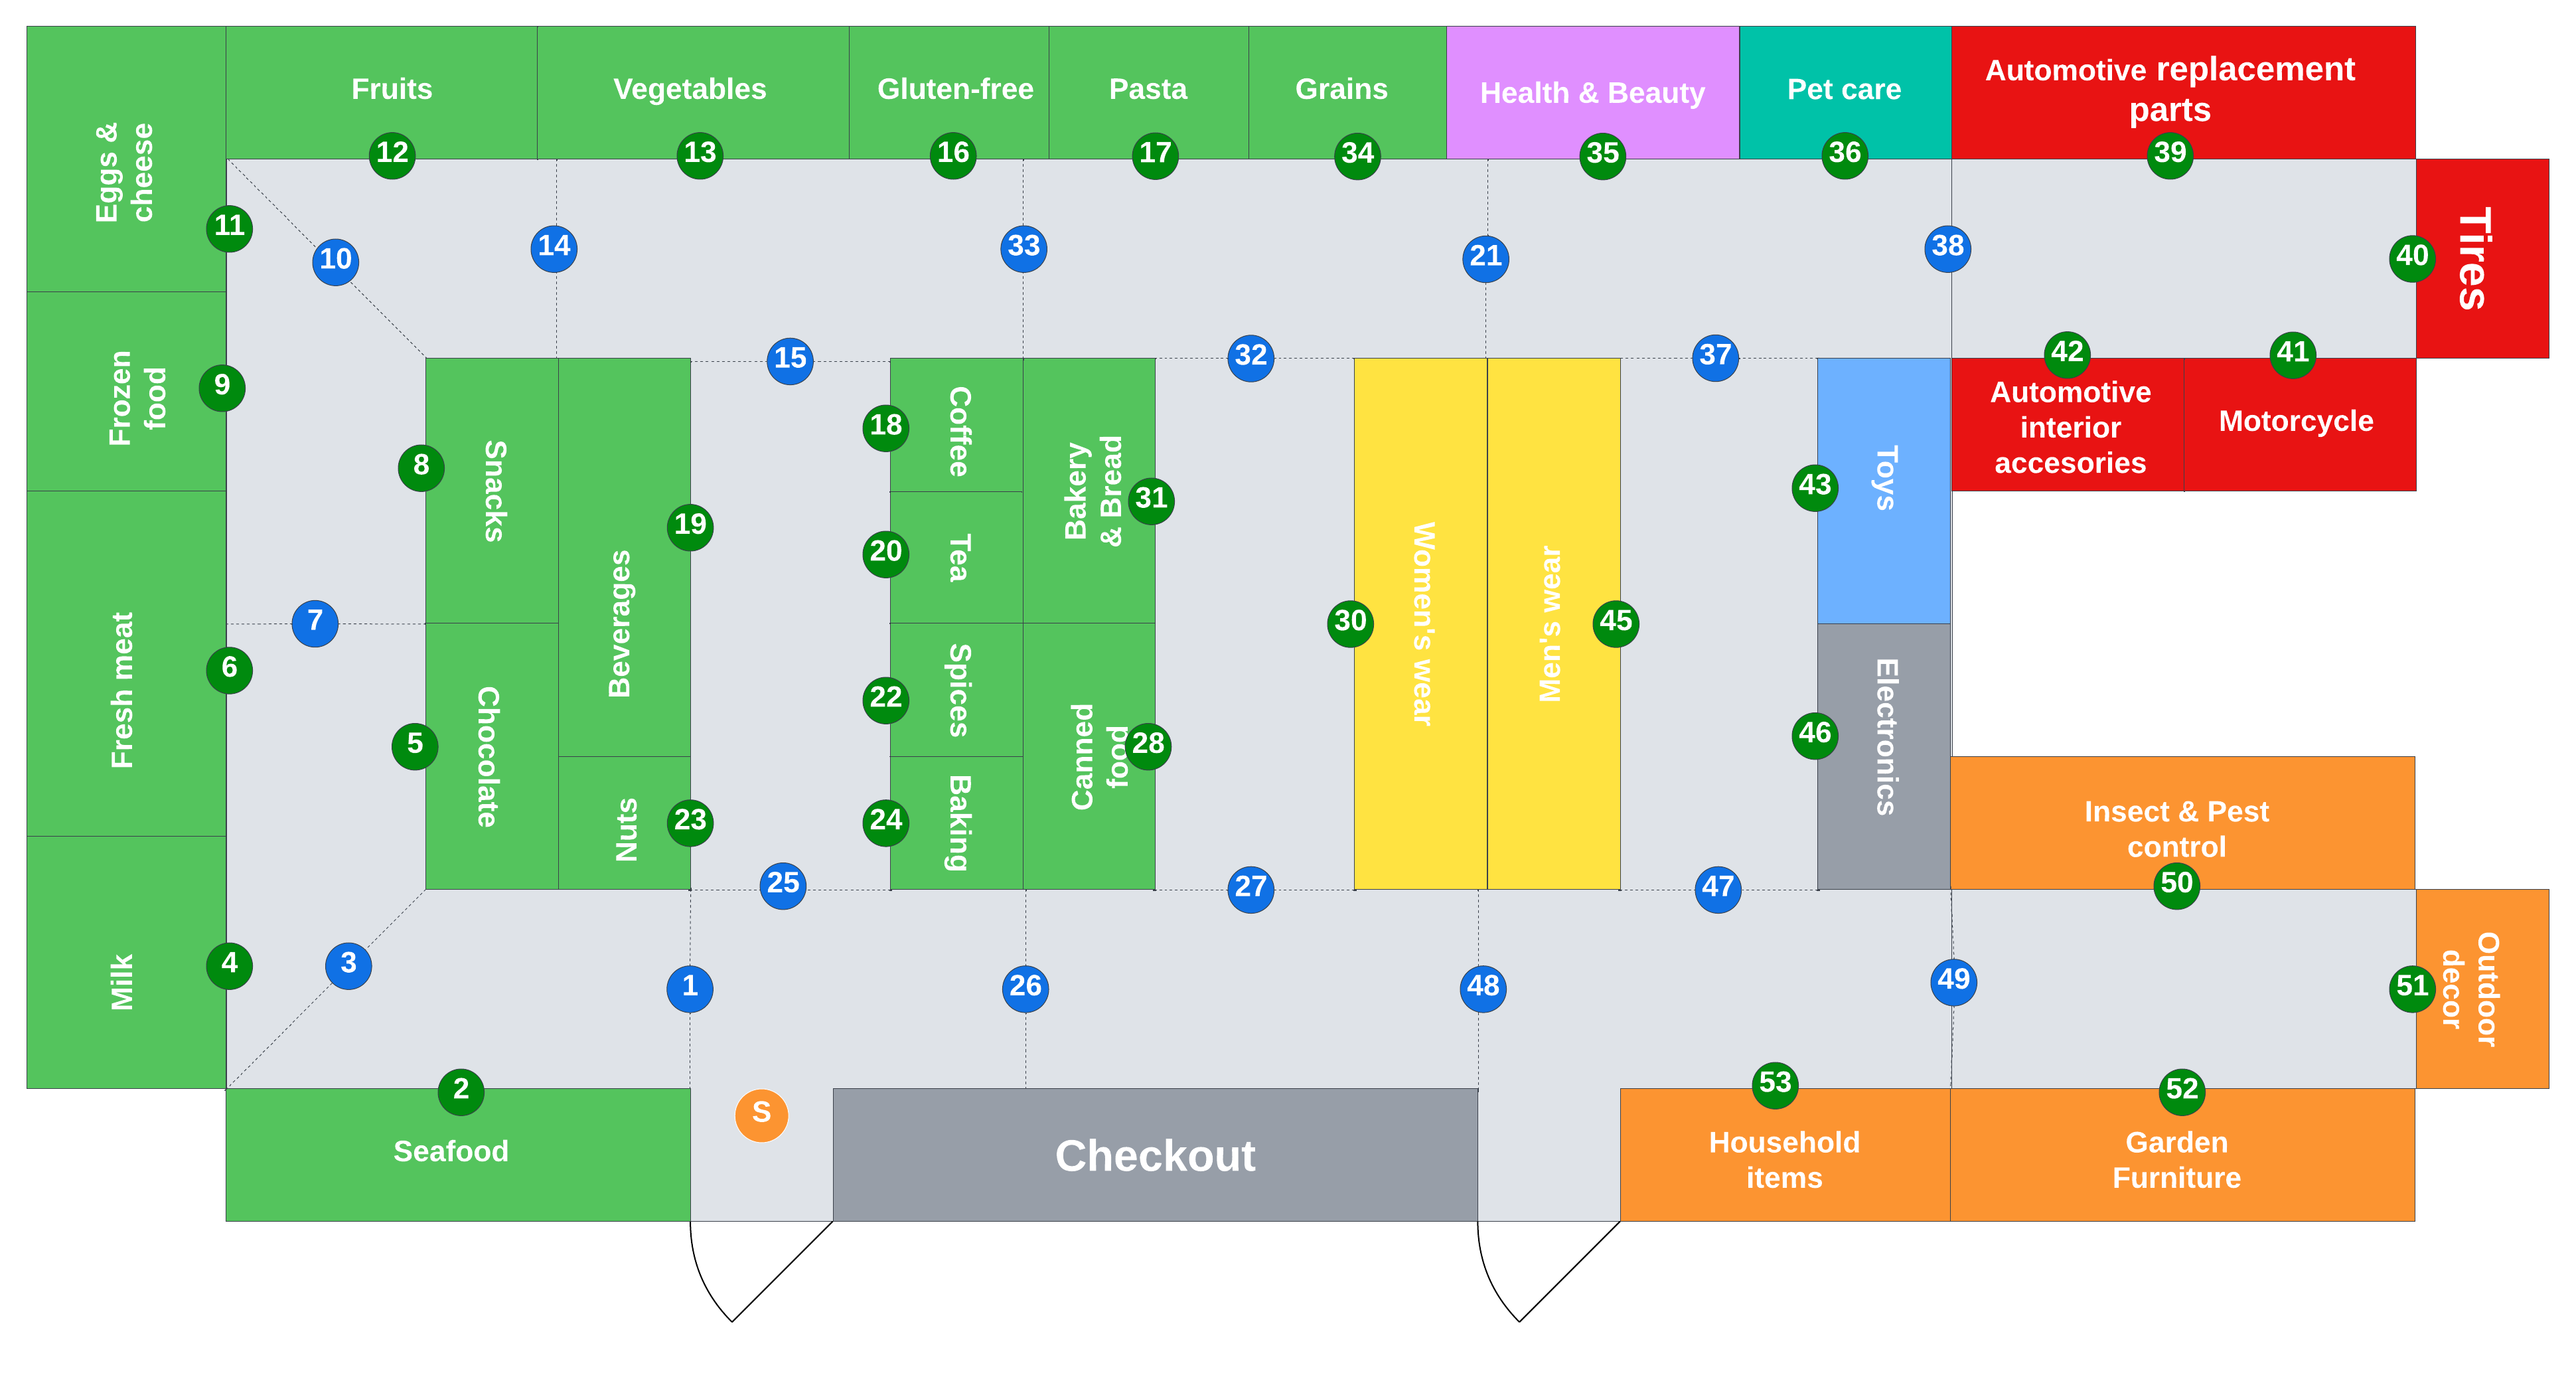 Fruits
Vegetables
Gluten-free
Pasta
Grains
Health & Beauty
Pet care
Automotive replacement
parts
12
13
16
17
34
35
36
39
Eggs &
cheese
11
10
14
33
21
38
40
Tires
Frozen
food
9
15
32
37
42
41
Automotive
interior
accesories
Motorcycle
8
Snacks
19
Beverages
18
Coffee
20
Tea
Bakery
& Bread
31
Women's wear
30
Men's wear
45
43
Toys
Fresh meat
6
7
5
Chocolate
Nuts
23
22
Spices
24
Baking
Canned
food
28
46
Electronics
Insect & Pest
control
50
25
27
47
Milk
4
3
1
26
48
49
51
Outdoor
decor
2
Seafood
S
Checkout
53
Household
items
52
Garden
Furniture